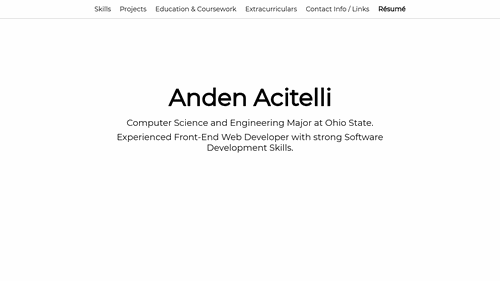 Skills Projects Education & Coursework Extracurriculars Contact Info / Links Résumé
Anden Acitelli
Computer Science and Engineering Major at Ohio State.
Experienced Front-End Web Developer with strong Software
Development Skills.